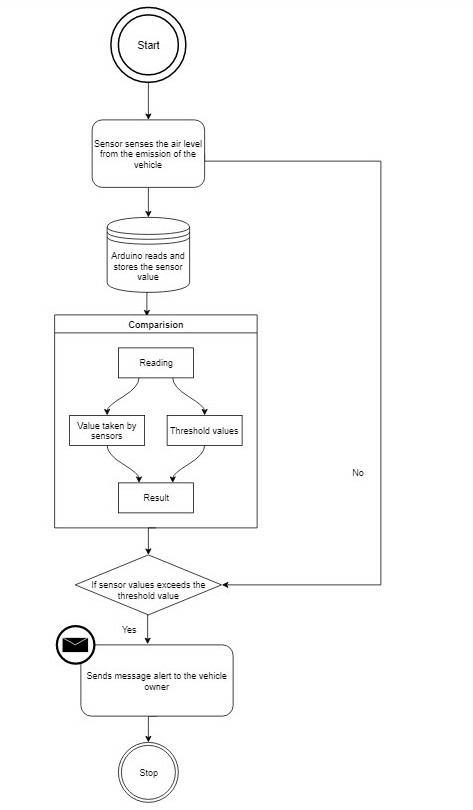 Start
Sensor senses the air level
from the emission of the
vehicle
Arduino reads and
stores the sensor
value
Comparision
Reading
Value taken by
sensors
Threshold values
Result
No
If sensor values exceeds the
threshold value
Yes
Sends message alert to the vehicle
owner
Stop